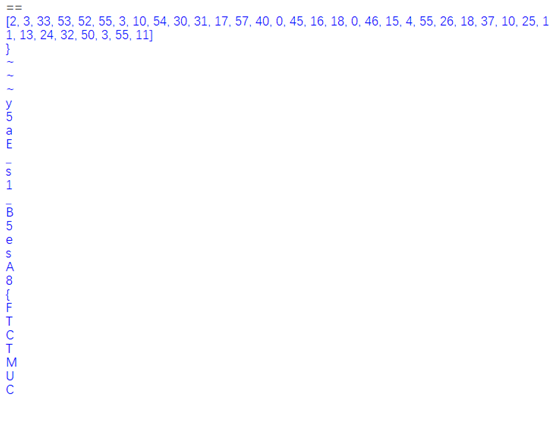 ==
[2, 3, 33, 53, 52, 55, 3, 10, 54, 30, 31, 17, 57, 40, 0, 45, 16, 18, 0, 46, 15, 4, 55, 26, 18, 37, 10, 25, 1
1, 13, 24, 32, 50, 3, 55, 11]
}
~
~
~
y
5
a
E
_
s
1
_
B
5
e
s
A
8
{
F
T
C
T
M
U
C